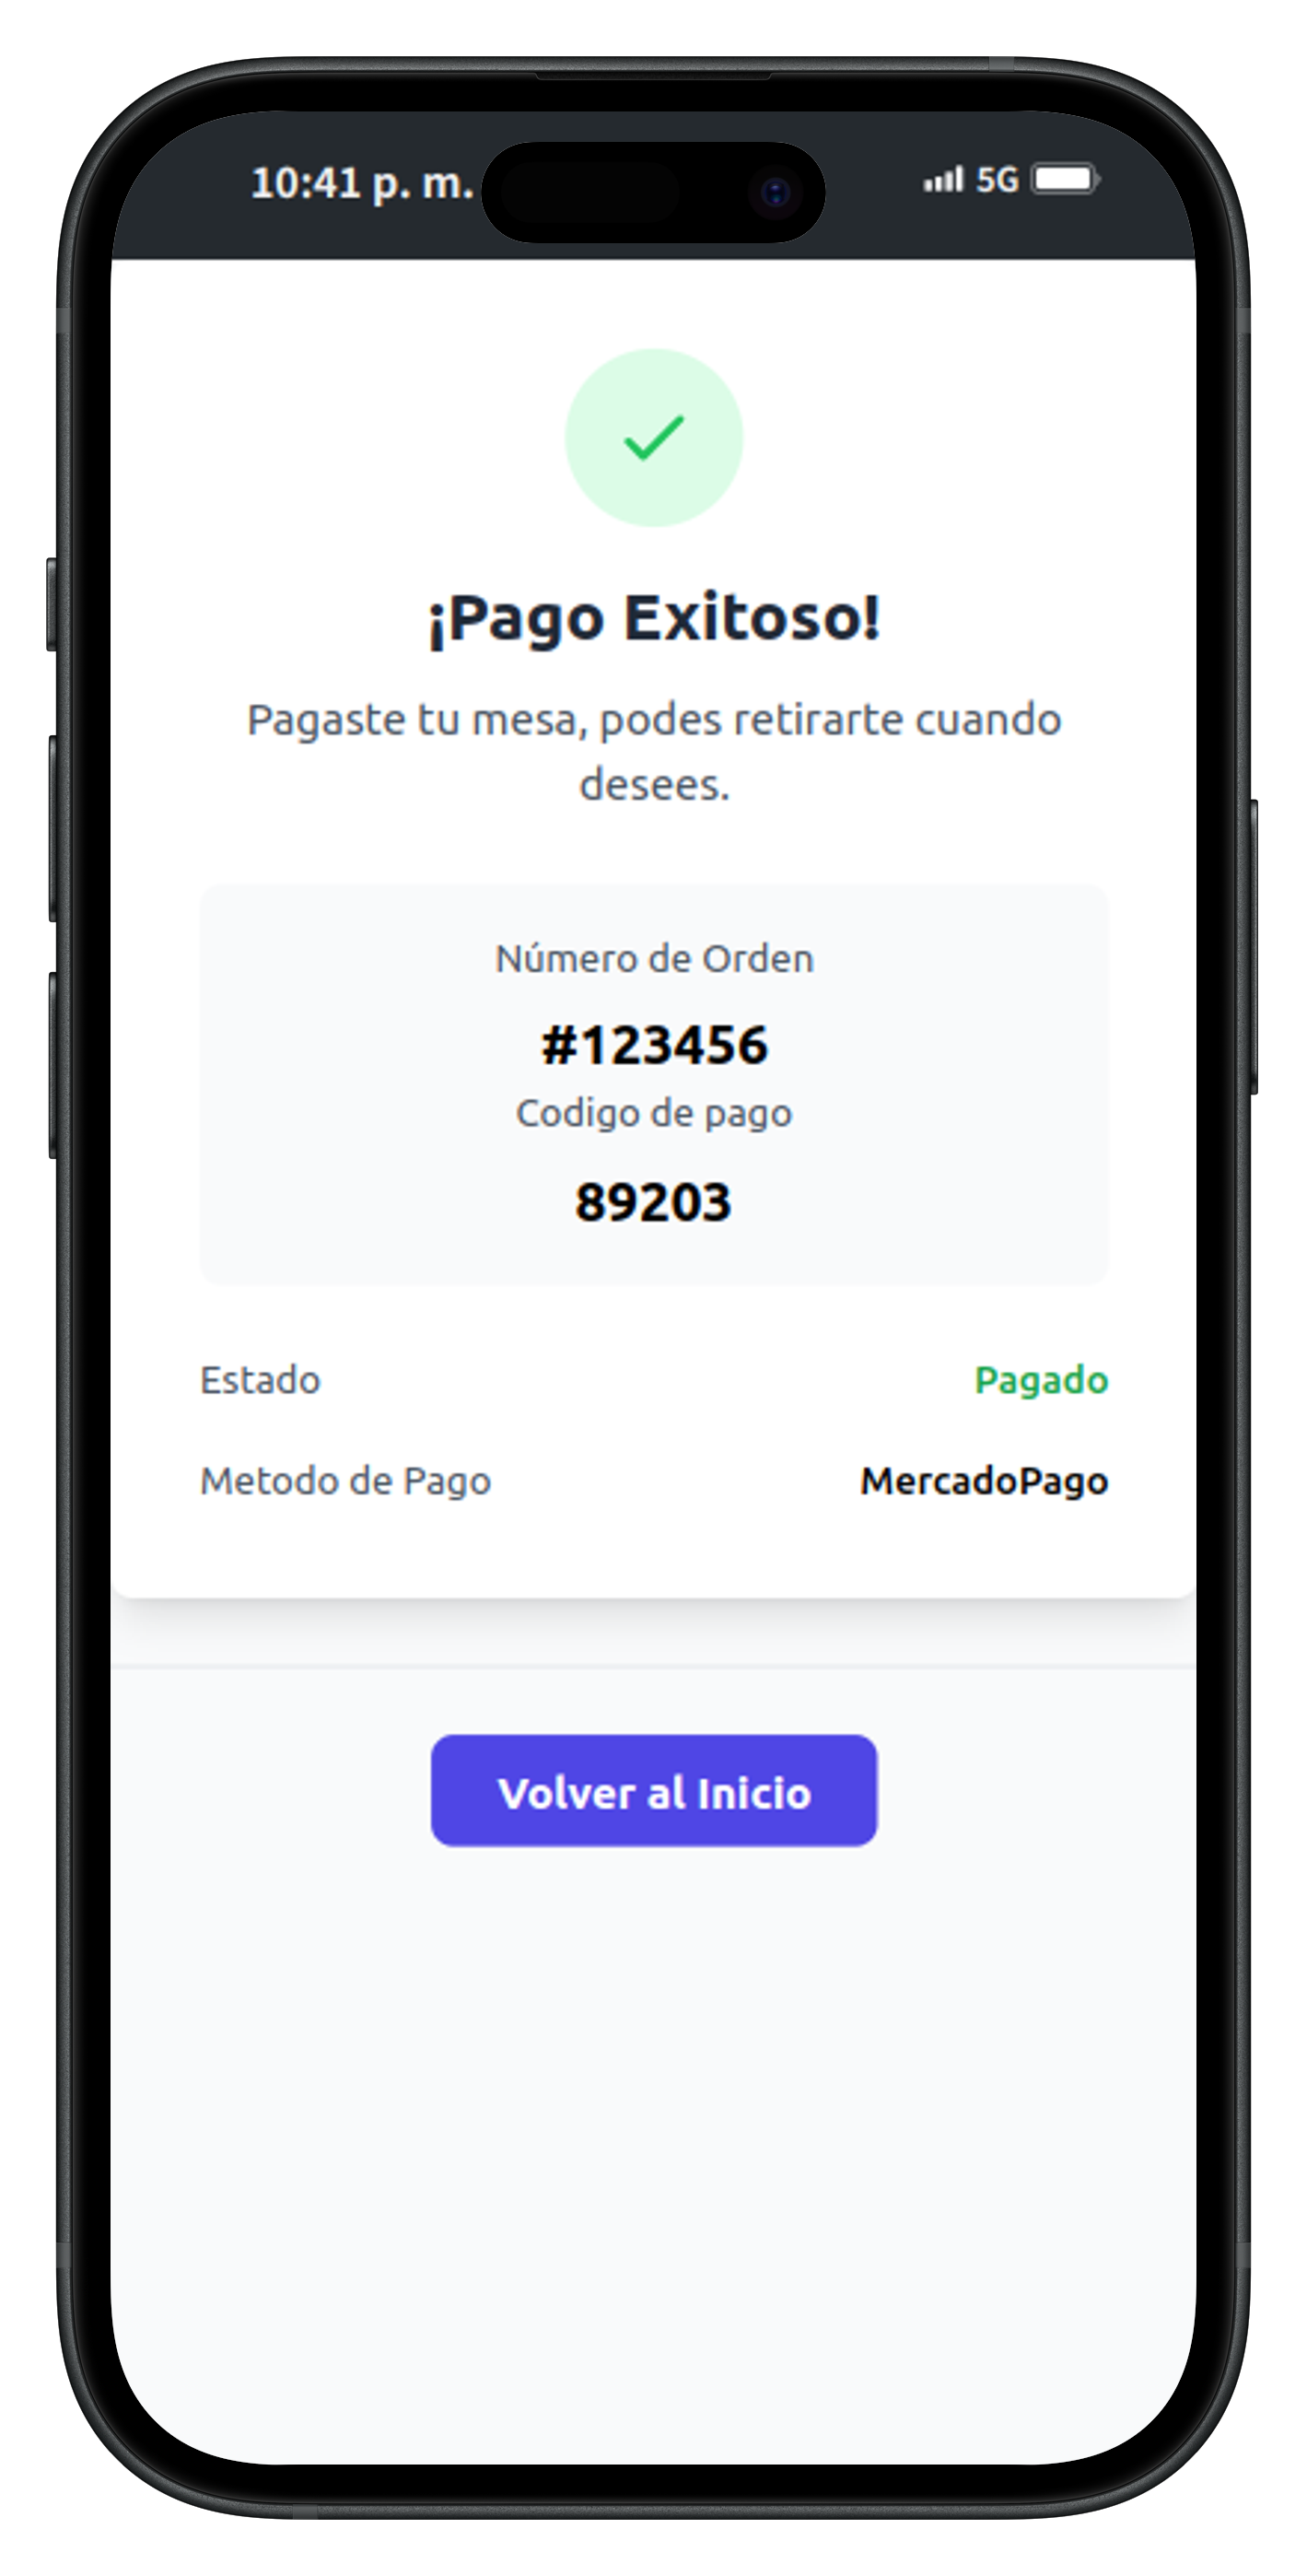 10:41 p. m.
5G
¡Pago Exitoso!
Pagaste tu mesa, podes retirarte cuando
desees.
Número de Orden
#123456
Codigo de pago
89203
Estado
Pagado
Metodo de Pago
MercadoPago
Volver al Inicio